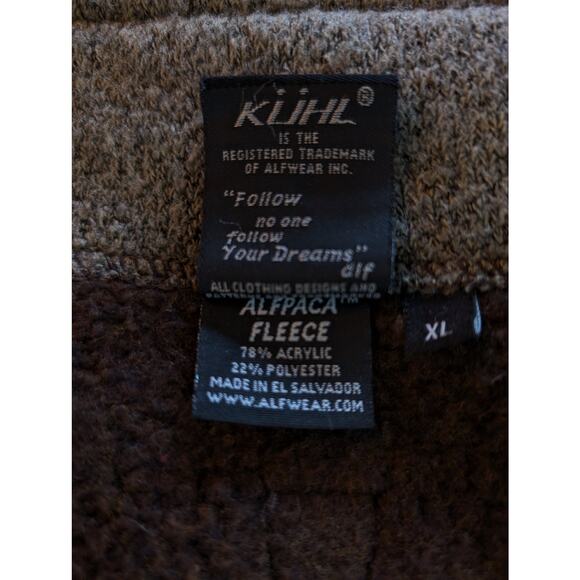 KÜHL®
IS THE
REGISTERED TRADEMARK
OF ALFWEAR INC.
"Follow
no one
follow
Your Dreams"
alf
ALL CLOTHING DESIGNS AND
ALFPACA™
FLEECE
78% ACRYLIC
22% POLYESTER
MADE IN EL SALVADOR
WWW.ALFWEAR.COM
XL